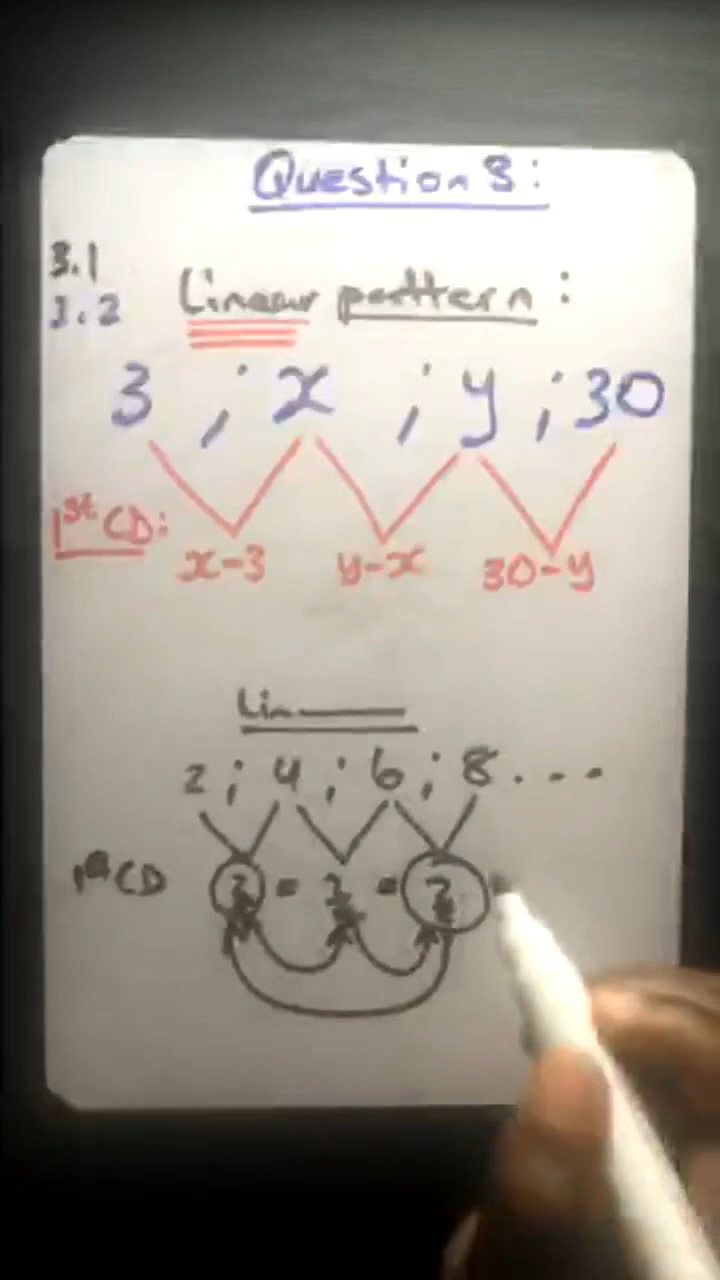 Question 3:
3.1
3.2 Linear pattern:
3 ; x ; y ; 30
1st CD:
x-3 y-x 30-y
Lin
2 ; 4 ; 6 ; 8 . . .
1st CD 2 = 2 = 2 =